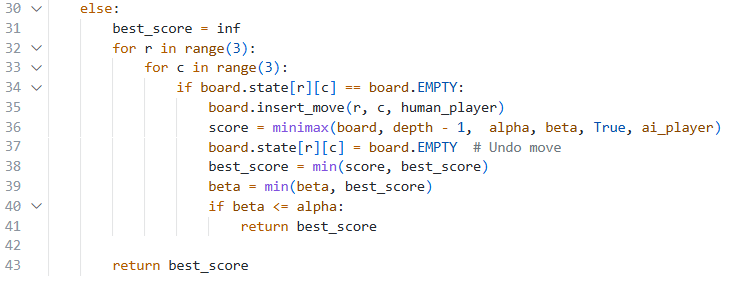 30 else:
31 best_score = inf
32 for r in range(3):
33 for c in range(3):
34 if board.state[r][c] == board.EMPTY:
35 board.insert_move(r, c, human_player)
36 score = minimax(board, depth - 1,  alpha, beta, True, ai_player)
37 board.state[r][c] = board.EMPTY  # Undo move
38 best_score = min(score, best_score)
39 beta = min(beta, best_score)
40 if beta <= alpha:
41 return best_score
42
43 return best_score